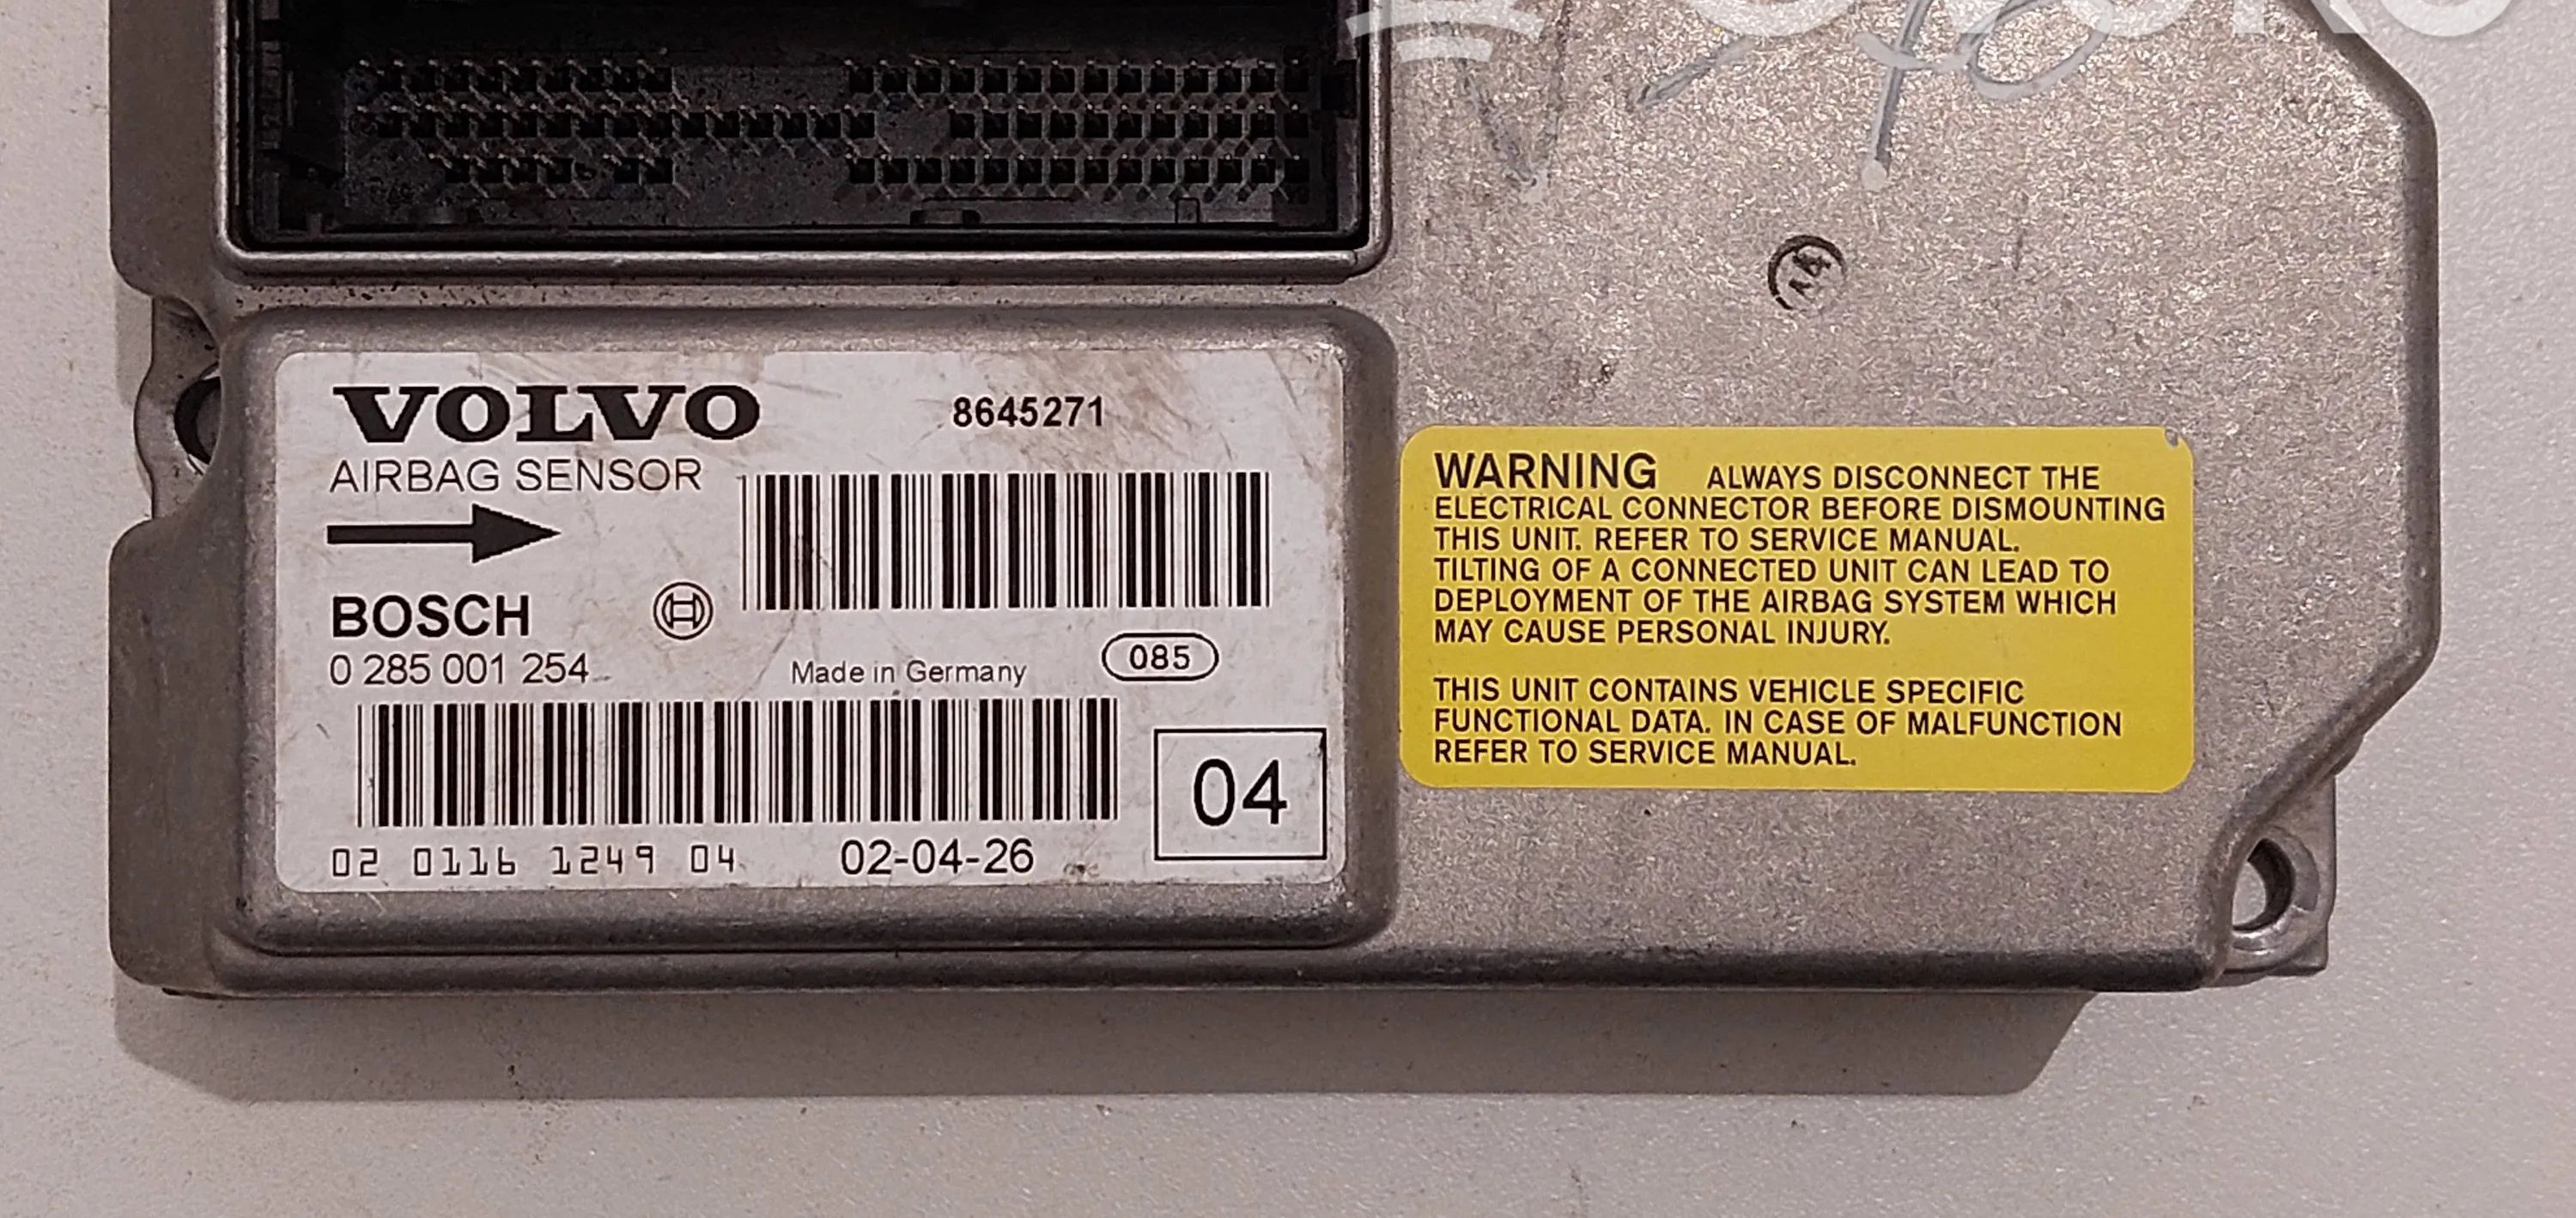 VOLVO
8645271
AIRBAG SENSOR
BOSCH
0 285 001 254
Made in Germany
085
04
02 0116 1249 04
02-04-26
14
WARNING ALWAYS DISCONNECT THE
ELECTRICAL CONNECTOR BEFORE DISMOUNTING
THIS UNIT. REFER TO SERVICE MANUAL.
TILTING OF A CONNECTED UNIT CAN LEAD TO
DEPLOYMENT OF THE AIRBAG SYSTEM WHICH
MAY CAUSE PERSONAL INJURY.
THIS UNIT CONTAINS VEHICLE SPECIFIC
FUNCTIONAL DATA. IN CASE OF MALFUNCTION
REFER TO SERVICE MANUAL.